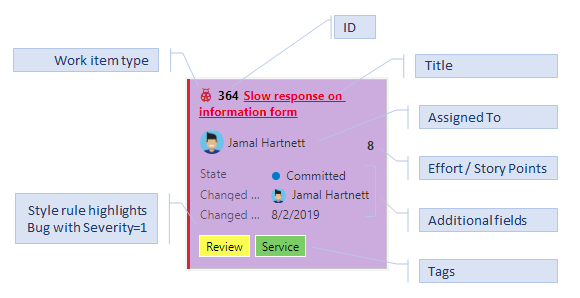 ID
Work item type
Title
364 Slow response on
information form
Assigned To
Jamal Hartnett
8
Effort / Story Points
State Committed
Changed ... Jamal Hartnett
Changed ... 8/2/2019
Style rule highlights
Bug with Severity=1
Additional fields
Review Service
Tags